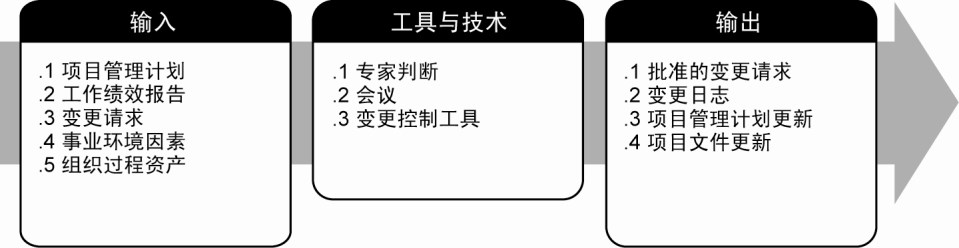 输入
.1 项目管理计划
.2 工作绩效报告
.3 变更请求
.4 事业环境因素
.5 组织过程资产
工具与技术
.1 专家判断
.2 会议
.3 变更控制工具
输出
.1 批准的变更请求
.2 变更日志
.3 项目管理计划更新
.4 项目文件更新